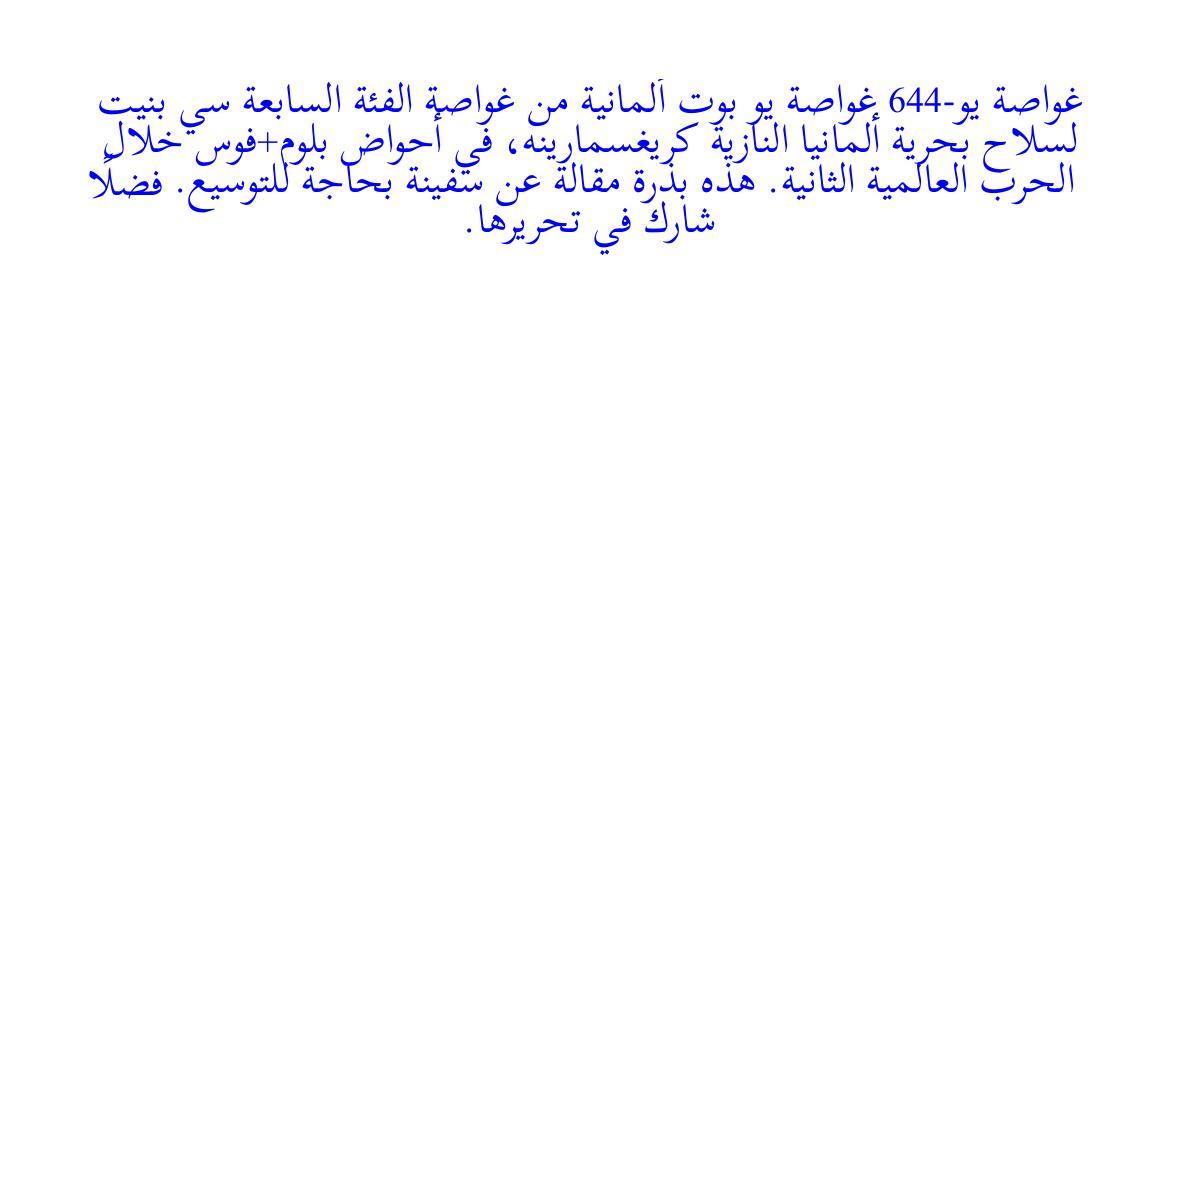 غواصة يو-644 غواصة يو بوت ألمانية من غواصة الفئة السابعة سي بنيت
لسلاح بحرية ألمانيا النازية كريغسمارينه، في أحواض بلوم+فوس خلال
الحرب العالمية الثانية. هذه بذرة مقالة عن سفينة بحاجة للتوسيع. فضلًا
شارك في تحريرها.